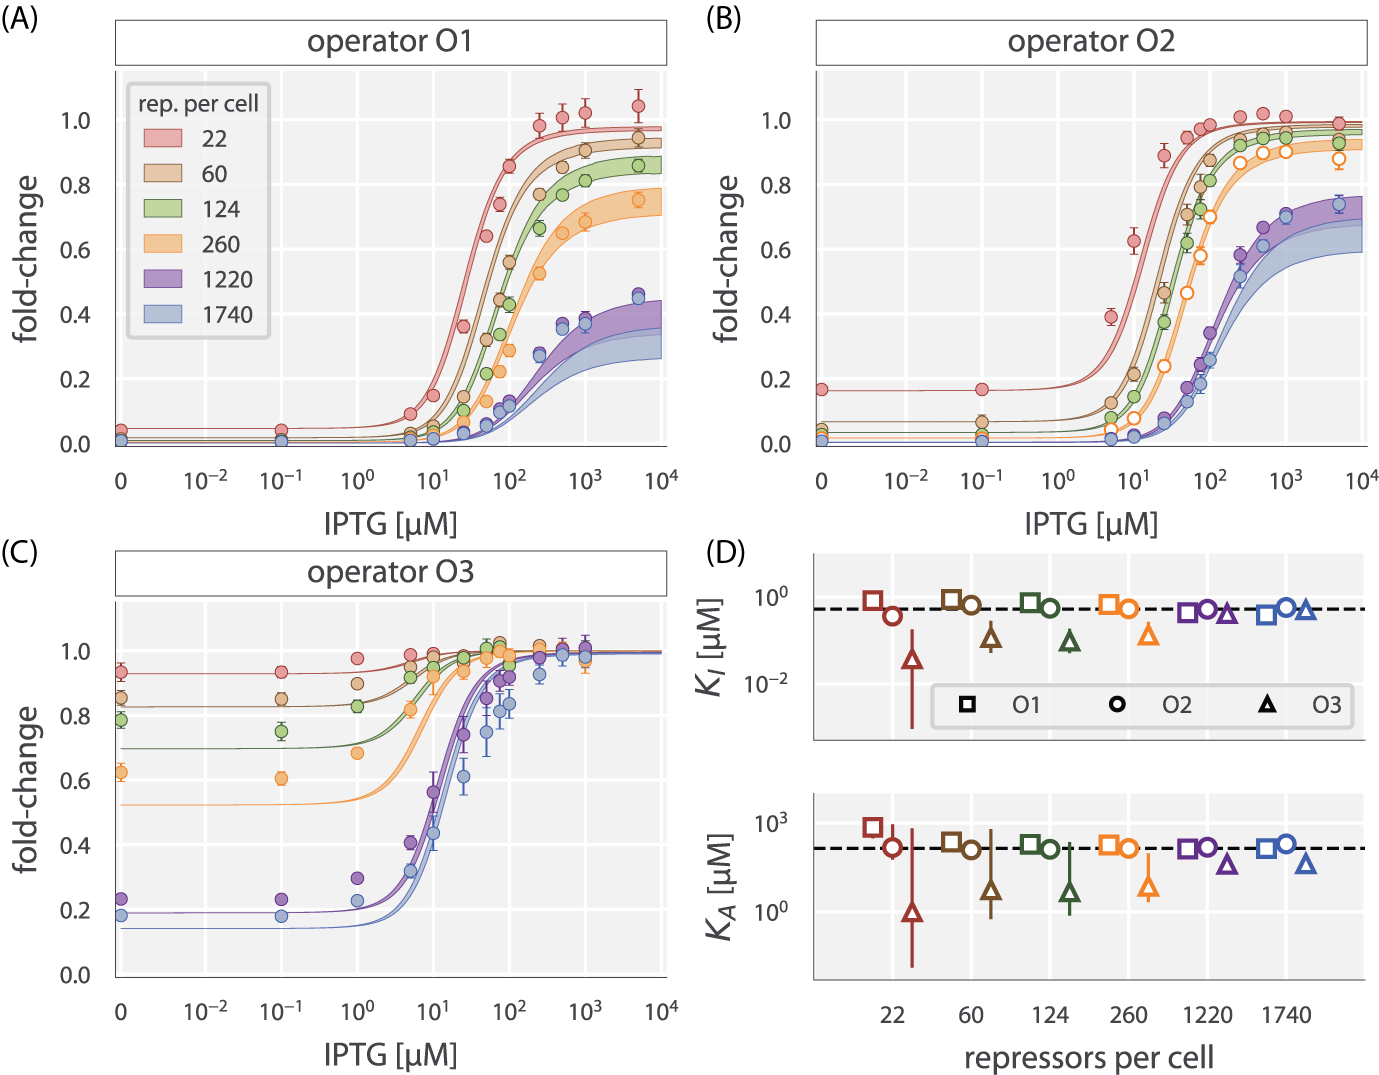 (A)
operator O1
rep. per cell
22
60
124
260
1220
1740
fold-change
1.0
0.8
0.6
0.4
0.2
0.0
0 10⁻² 10⁻¹ 10⁰ 10¹ 10² 10³ 10⁴
IPTG [µM]
(B)
operator O2
fold-change
1.0
0.8
0.6
0.4
0.2
0.0
0 10⁻² 10⁻¹ 10⁰ 10¹ 10² 10³ 10⁴
IPTG [µM]
(C)
operator O3
fold-change
1.0
0.8
0.6
0.4
0.2
0.0
0 10⁻² 10⁻¹ 10⁰ 10¹ 10² 10³ 10⁴
IPTG [µM]
(D)
K_I [µM]
10⁰
10⁻²
O1 O2 O3
K_A [µM]
10³
10⁰
22 60 124 260 1220 1740
repressors per cell